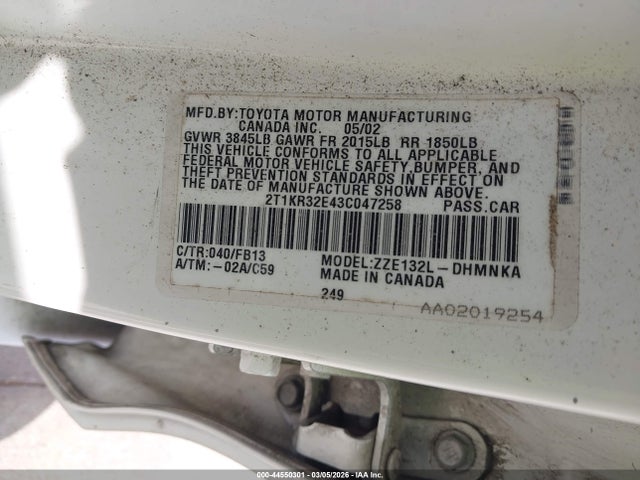 MFD.BY:TOYOTA MOTOR MANUFACTURING
CANADA INC. 05/02
GVWR 3845LB GAWR FR 2015LB RR 1850LB
THIS VEHICLE CONFORMS TO ALL APPLICABLE
FEDERAL MOTOR VEHICLE SAFETY,BUMPER, AND
THEFT PREVENTION STANDARDS IN EFFECT ON
THE DATE OF MANUFACTURE SHOWN ABOVE.
2T1KR32E43C047258 PASS.CAR
C/TR:040/FB13 MODEL:ZZE132L-DHMNKA
A/TM:-02A/C59 MADE IN CANADA
249
AA02019254
000-44550301 - 03/05/2026 - IAA Inc.